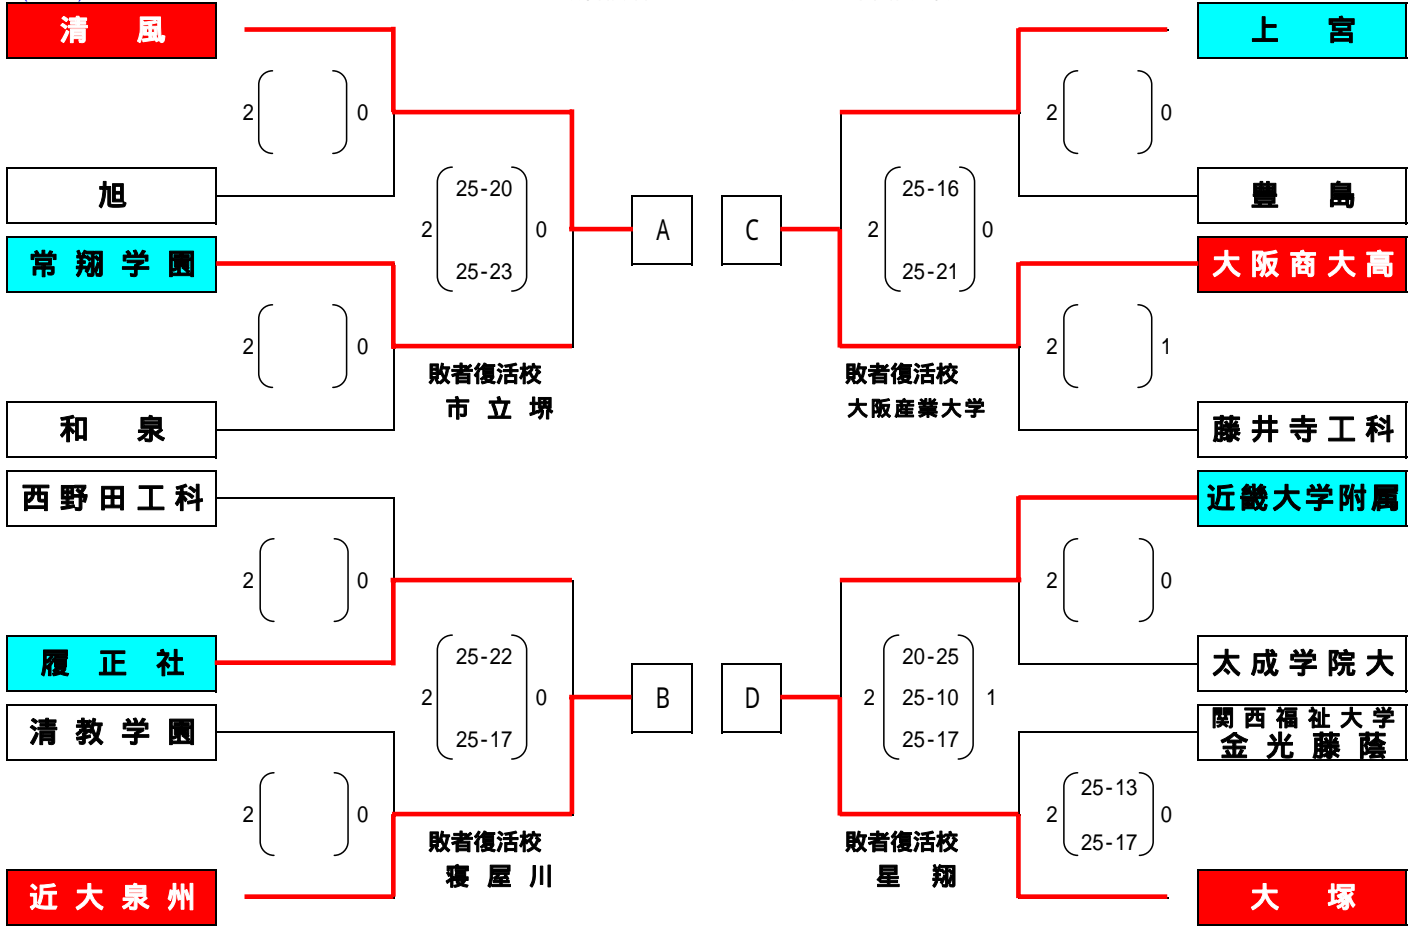 清風
2 0
旭
25-20
2 0
25-23
A
常翔学園
2 0
敗者復活校
市立堺
和泉
西野田工科
2 0
履正社
25-22
2 0
25-17
B
清教学園
2 0
敗者復活校
寝屋川
近大泉州
上宮
2 0
豊島
25-16
2 0
25-21
C
大阪商大高
2 1
敗者復活校
大阪産業大学
藤井寺工科
近畿大学附属
2 0
太成学院大
20-25
2 25-10 1
25-17
D
関西福祉大学
金光藤蔭
25-13
2 0
25-17
敗者復活校
星翔
大塚